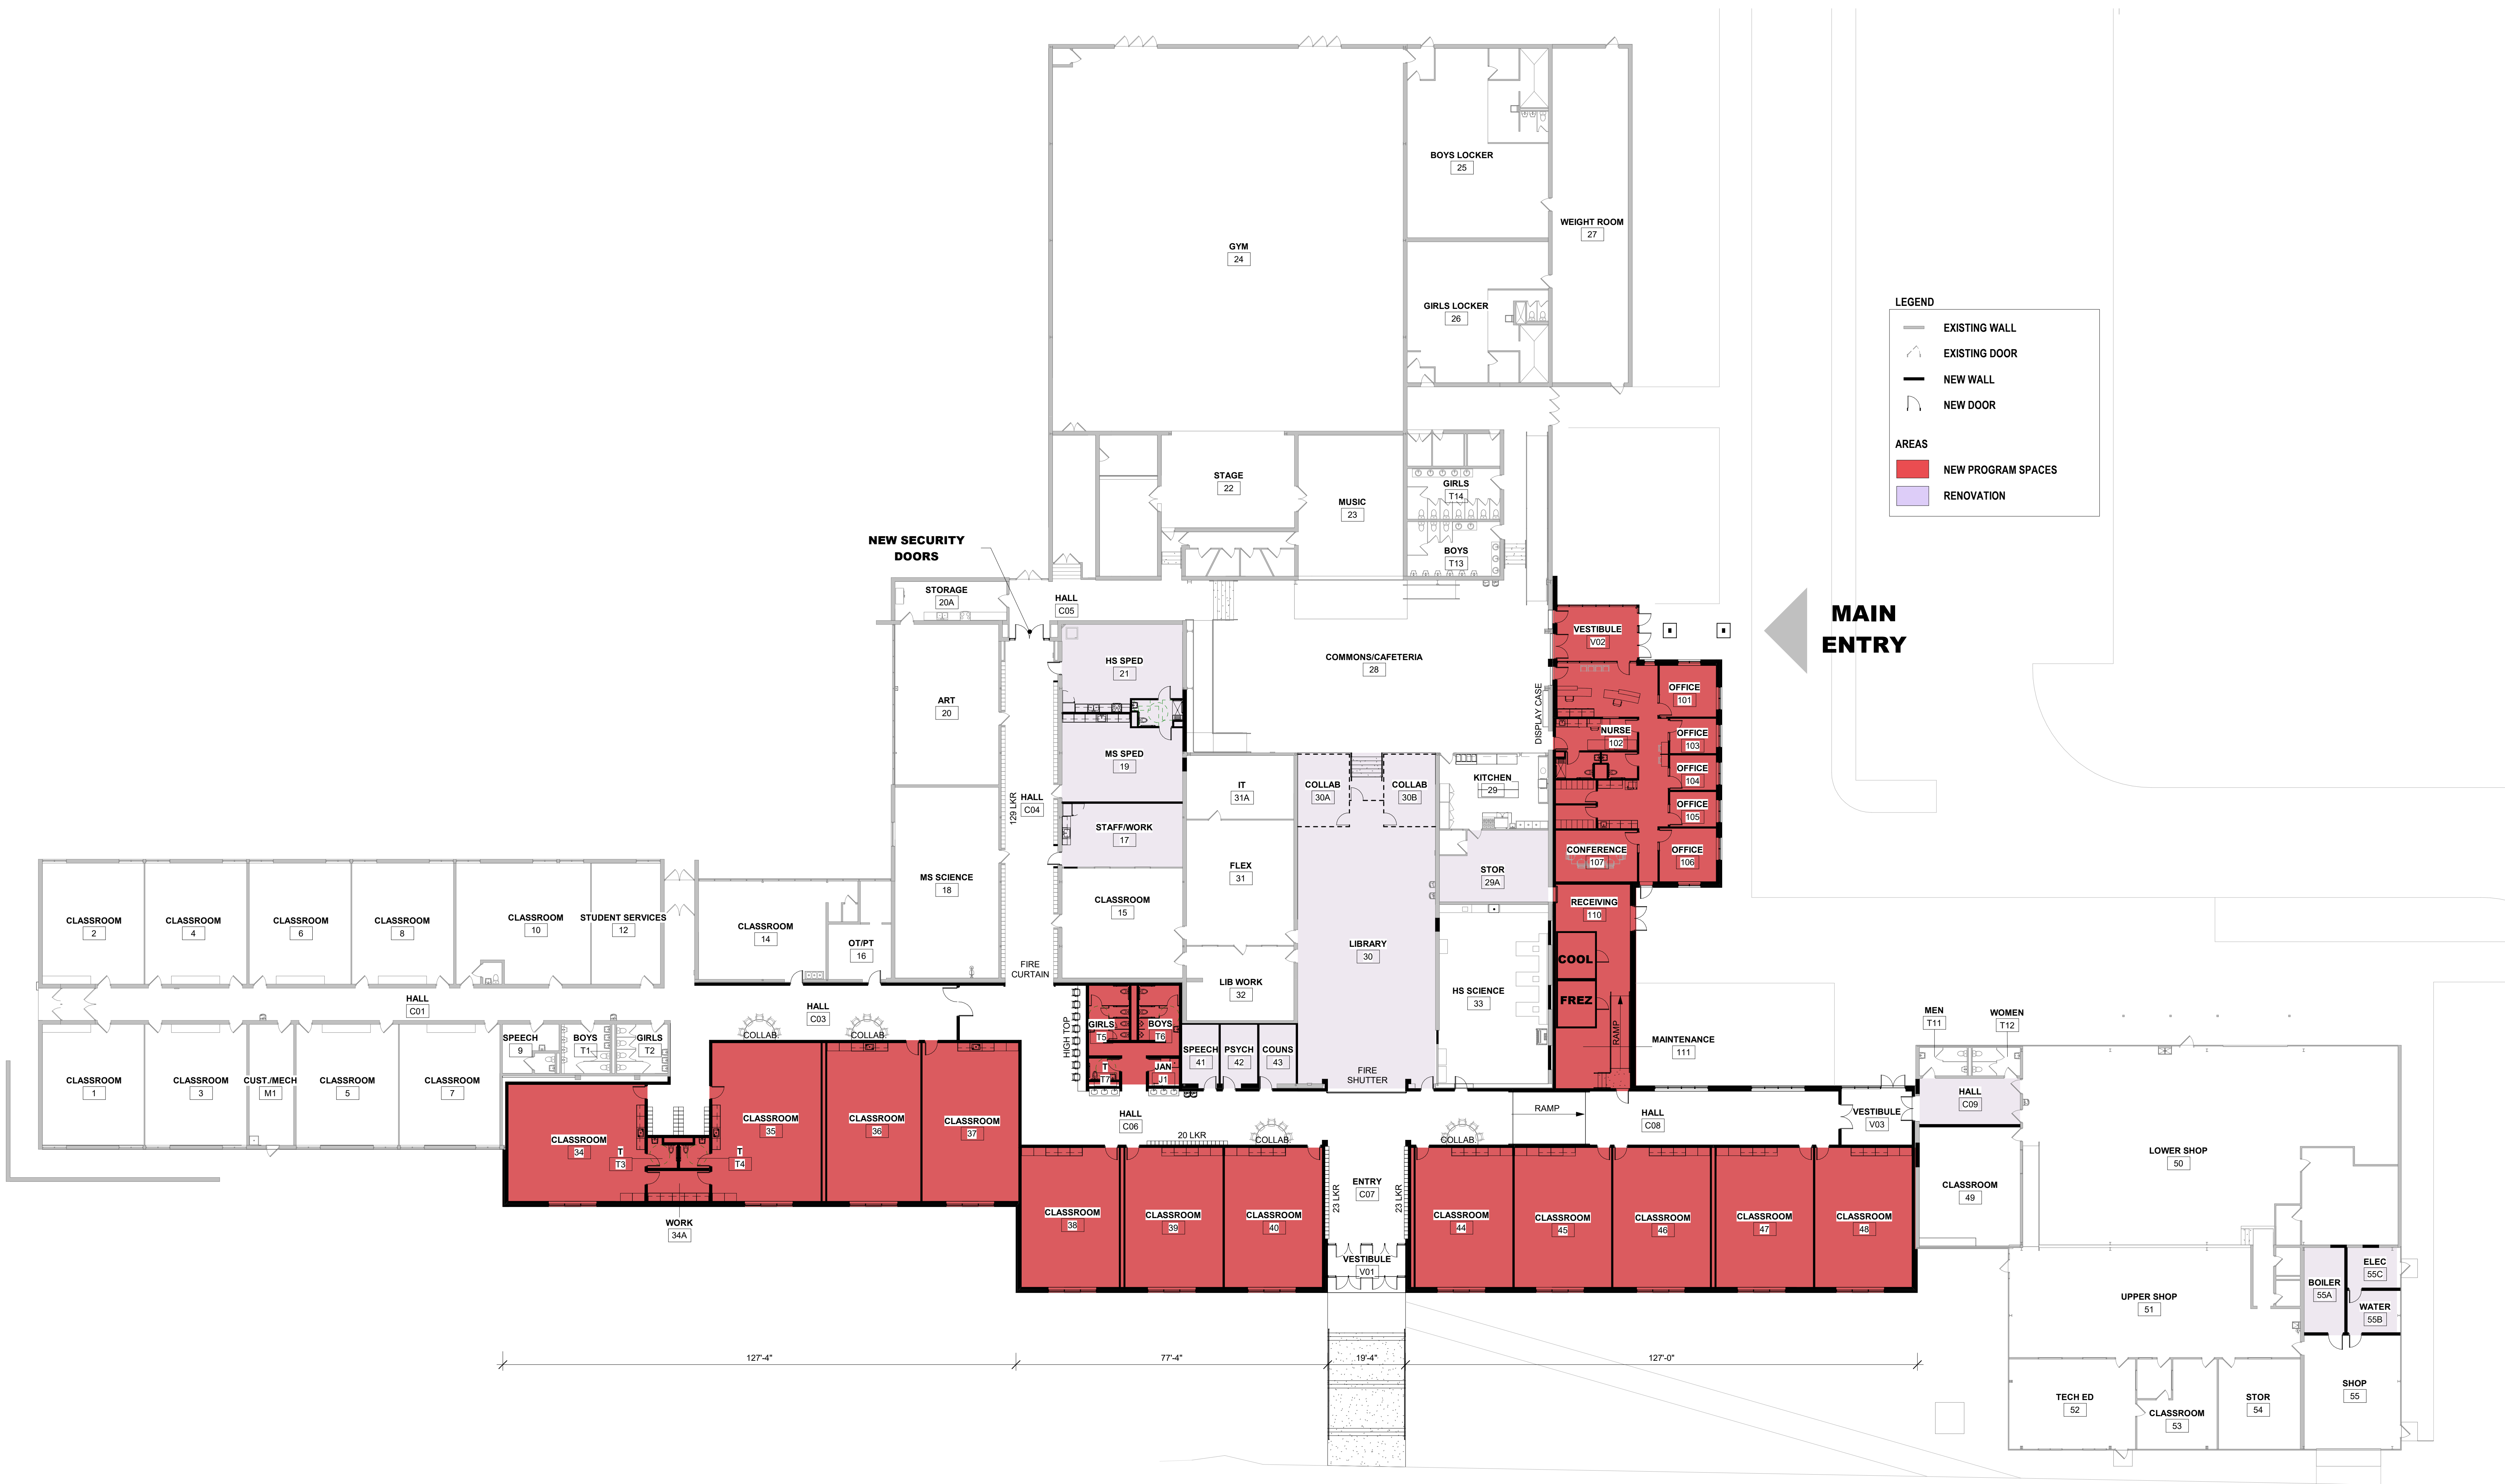 BOYS LOCKER
25
WEIGHT ROOM
27
GYM
24
GIRLS LOCKER
26
LEGEND
EXISTING WALL
EXISTING DOOR
NEW WALL
NEW DOOR
AREAS
NEW PROGRAM SPACES
RENOVATION
STAGE
22
MUSIC
23
GIRLS
T14
BOYS
T13
NEW SECURITY
DOORS
STORAGE
20A
HALL
C05
MAIN
ENTRY
VESTIBULE
V02
COMMONS/CAFETERIA
28
HS SPED
21
ART
20
DISPLAY CASE
OFFICE
101
NURSE
102
OFFICE
103
MS SPED
19
OFFICE
104
IT
31A
COLLAB
30A
COLLAB
30B
KITCHEN
29
OFFICE
105
129 LKR
HALL
C04
STAFF/WORK
17
CONFERENCE
107
OFFICE
106
FLEX
31
STOR
29A
MS SCIENCE
18
CLASSROOM
15
RECEIVING
110
CLASSROOM
2
CLASSROOM
4
CLASSROOM
6
CLASSROOM
8
CLASSROOM
10
STUDENT SERVICES
12
CLASSROOM
14
OT/PT
16
LIBRARY
30
COOL
FIRE
CURTAIN
LIB WORK
32
HS SCIENCE
33
FREZ
HALL
C01
HALL
C03
COLLAB
COLLAB
HIGH TOP
GIRLS
T5
BOYS
T6
RAMP
MAINTENANCE
111
MEN
T11
WOMEN
T12
SPEECH
9
BOYS
T1
GIRLS
T2
SPEECH
41
PSYCH
42
COUNS
43
T
T7
JAN
J1
FIRE
SHUTTER
CLASSROOM
1
CLASSROOM
3
CUST./MECH
M1
CLASSROOM
5
CLASSROOM
7
HALL
C09
CLASSROOM
34
T
T3
T
T4
CLASSROOM
35
CLASSROOM
36
CLASSROOM
37
HALL
C06
20 LKR
COLLAB
COLLAB
RAMP
HALL
C08
VESTIBULE
V03
LOWER SHOP
50
WORK
34A
CLASSROOM
38
CLASSROOM
39
CLASSROOM
40
23 LKR
ENTRY
C07
23 LKR
CLASSROOM
44
CLASSROOM
45
CLASSROOM
46
CLASSROOM
47
CLASSROOM
48
CLASSROOM
49
VESTIBULE
V01
ELEC
55C
BOILER
55A
WATER
55B
UPPER SHOP
51
127'-4"
77'-4"
19'-4"
127'-0"
TECH ED
52
CLASSROOM
53
STOR
54
SHOP
55